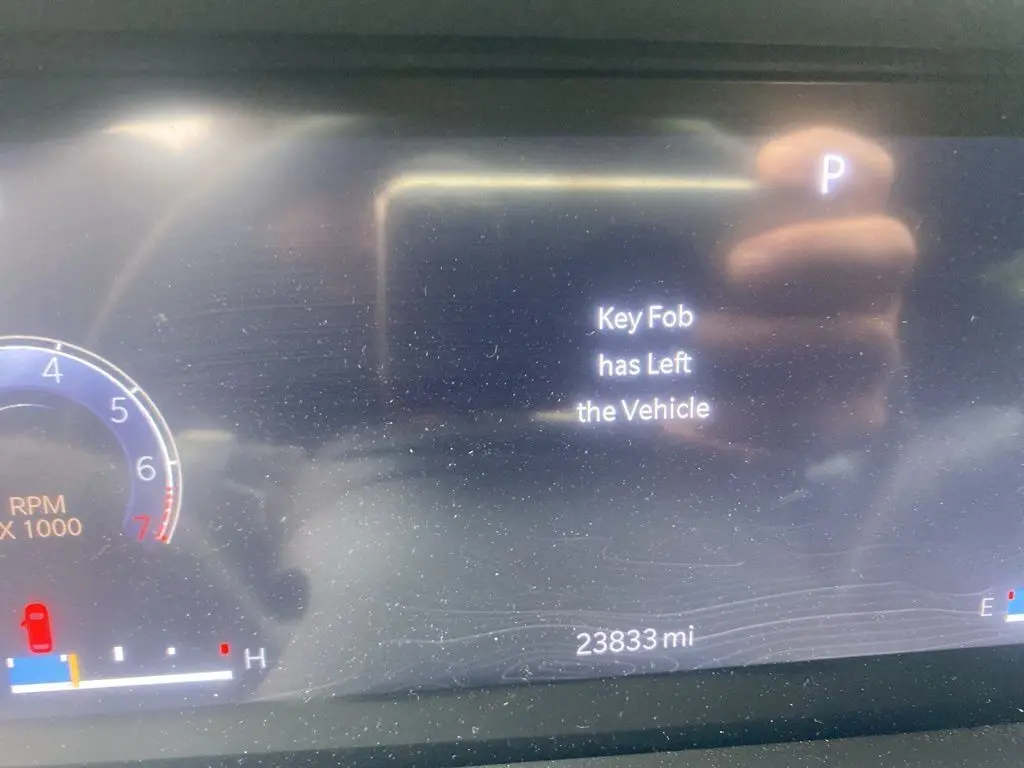 P
Key Fob
has Left
the Vehicle
4
5
6
7
RPM
X 1000
H
E
23833 mi